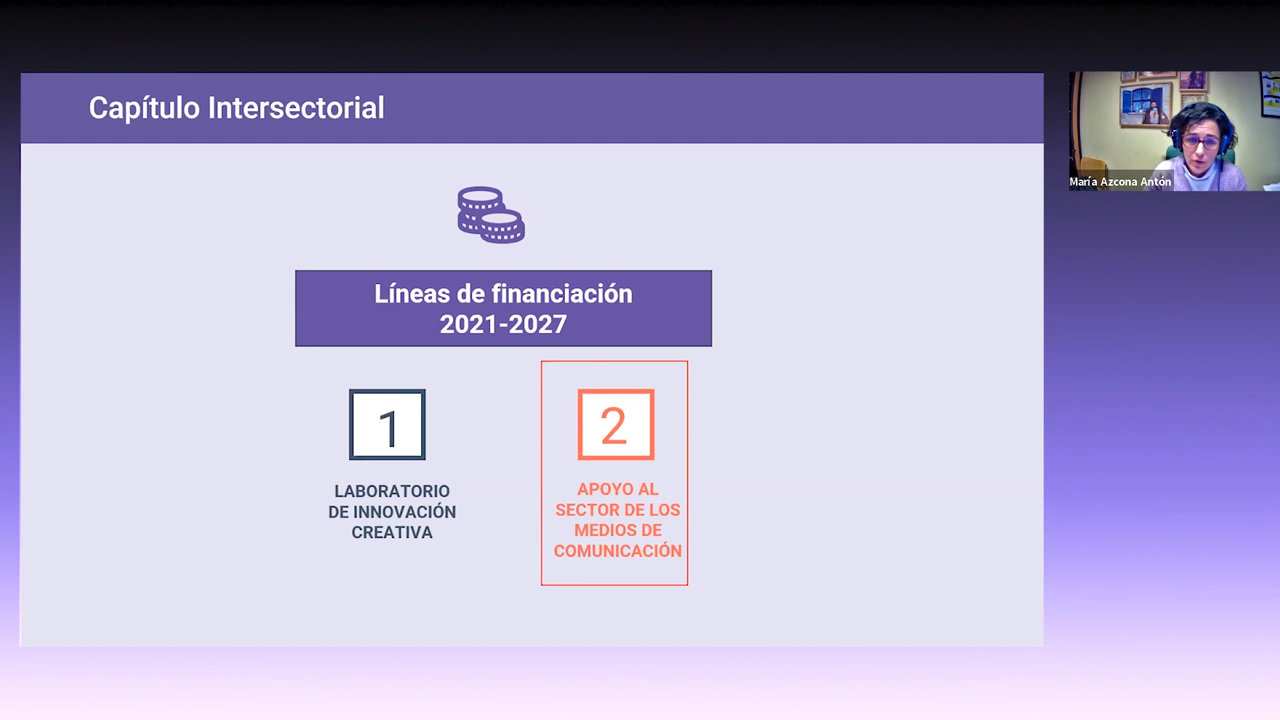 Capítulo Intersectorial
María Azcona Antón
Líneas de financiación
2021-2027
1
LABORATORIO
DE INNOVACIÓN
CREATIVA
2
APOYO AL
SECTOR DE LOS
MEDIOS DE
COMUNICACIÓN